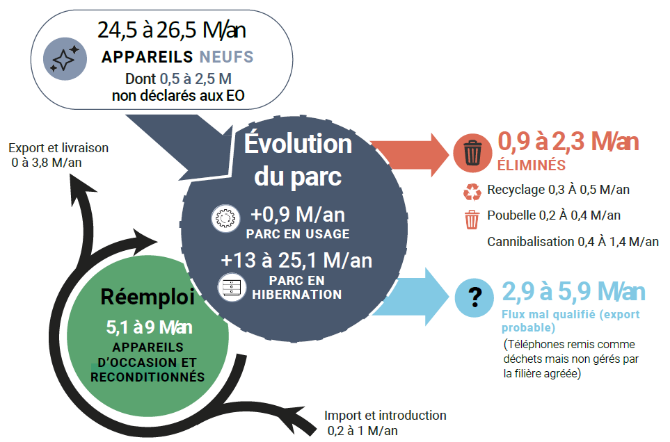 24,5 à 26,5 M/an
APPAREILS NEUFS
Dont 0,5 à 2,5 M
non déclarés aux EO
Export et livraison
0 à 3,8 M/an
Évolution
du parc
+0,9 M/an
PARC EN USAGE
+13 à 25,1 M/an
PARC EN
HIBERNATION
0,9 à 2,3 M/an
ÉLIMINÉS
Recyclage 0,3 À 0,5 M/an
Poubelle 0,2 À 0,4 M/an
Cannibalisation 0,4 À 1,4 M/an
Réemploi
5,1 à 9 M/an
APPAREILS
D'OCCASION ET
RECONDITIONNÉS
?
2,9 à 5,9 M/an
Flux mal qualifié (export
probable)
(Téléphones remis comme
déchets mais non gérés par
la filière agréée)
Import et introduction
0,2 à 1 M/an